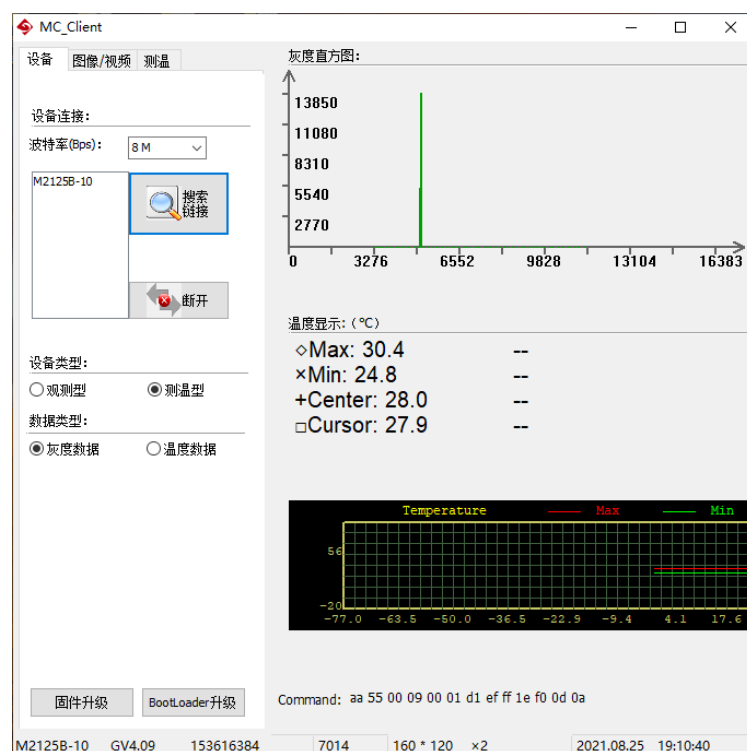 MC_Client
设备 图像/视频 测温
设备连接：
波特率(Bps)： 8 M
M2125B-10
搜索
链接
断开
设备类型：
观测型 测温型
数据类型：
灰度数据 温度数据
固件升级 BootLoader升级
灰度直方图：
13850
11080
8310
5540
2770
0 3276 6552 9828 13104 16383
温度显示：(℃)
◇Max: 30.4 --
×Min: 24.8 --
+Center: 28.0 --
□Cursor: 27.9 --
Temperature Max Min
56
-20
-77.0 -63.5 -50.0 -36.5 -22.9 -9.4 4.1 17.6
Command: aa 55 00 09 00 01 d1 ef ff 1e f0 0d 0a
M2125B-10 GV4.09 153616384 7014 160 * 120 ×2 2021.08.25 19:10:40